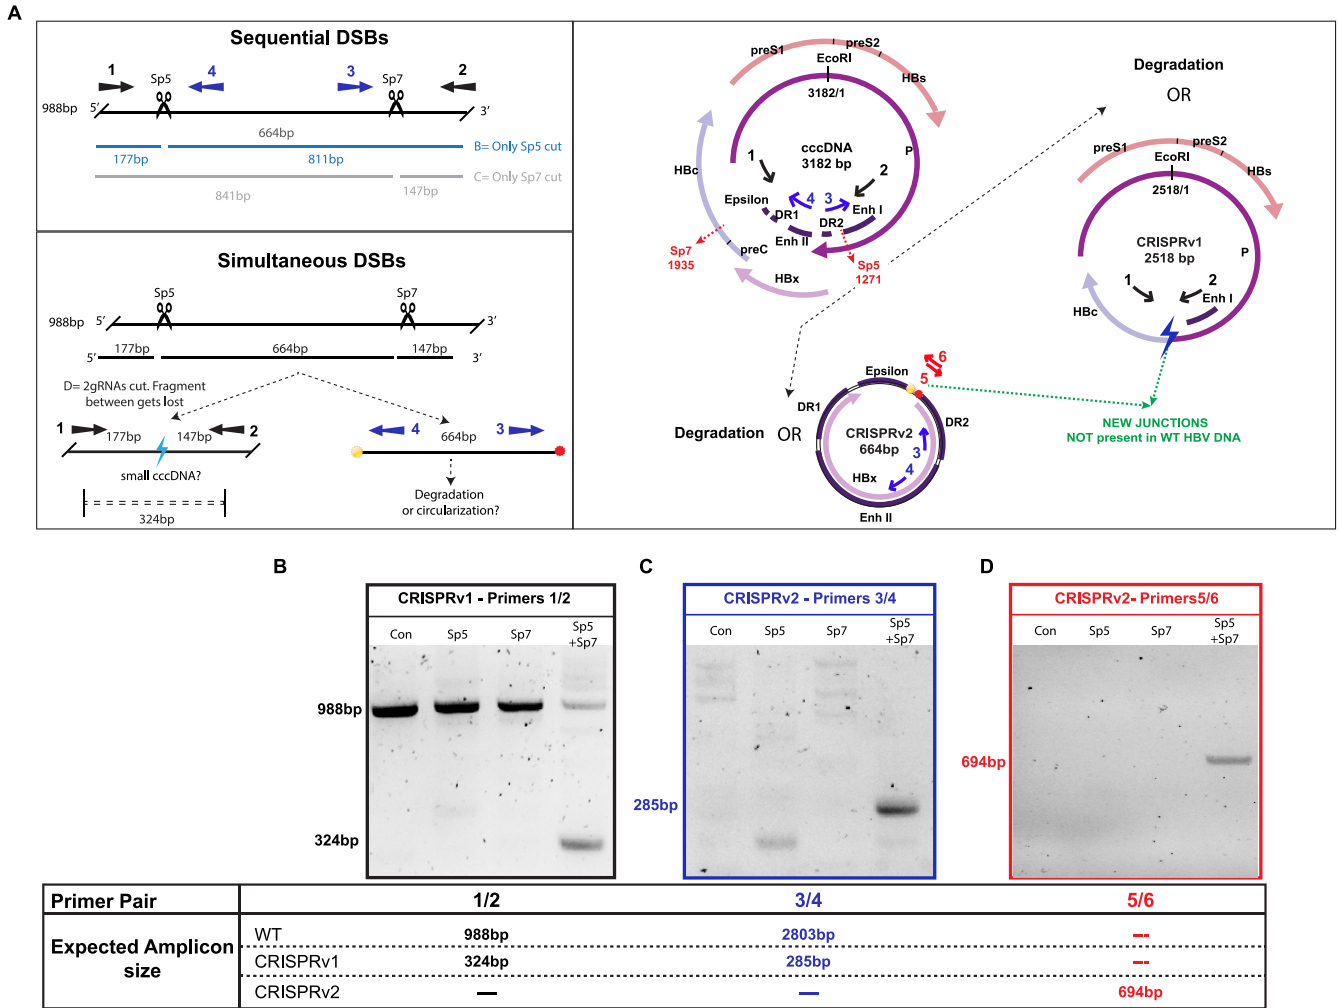 A
Sequential DSBs
1
Sp5
4
3
Sp7
2
988bp
5′
3′
664bp
B= Only Sp5 cut
177bp
811bp
C= Only Sp7 cut
841bp
147bp
Simultaneous DSBs
Sp5
Sp7
988bp
5′
3′
177bp
664bp
147bp
5′
3′
D= 2gRNAs cut. Fragment
between gets lost
1
177bp
147bp
2
4
664bp
3
small cccDNA?
324bp
Degradation
or circularization?
preS1
preS2
EcoRI
HBs
3182/1
cccDNA
3182 bp
P
HBc
1
2
4
3
Epsilon
DR1
DR2
Enh I
Enh II
preC
Sp7
1935
Sp5
1271
HBx
Degradation
OR
preS1
preS2
EcoRI
HBs
2518/1
CRISPRv1
2518 bp
P
1
2
Enh I
HBc
6
5
Epsilon
DR1
DR2
Degradation OR
CRISPRv2
664bp
3
4
HBx
Enh II
NEW JUNCTIONS
NOT present in WT HBV DNA
B
CRISPRv1 - Primers 1/2
Con
Sp5
Sp7
Sp5
+Sp7
988bp
324bp
C
CRISPRv2 - Primers 3/4
Con
Sp5
Sp7
Sp5
+Sp7
285bp
D
CRISPRv2- Primers5/6
Con
Sp5
Sp7
Sp5
+Sp7
694bp
Primer Pair 1/2 3/4 5/6
Expected Amplicon
size
WT 988bp 2803bp --
CRISPRv1 324bp 285bp --
CRISPRv2 — — 694bp